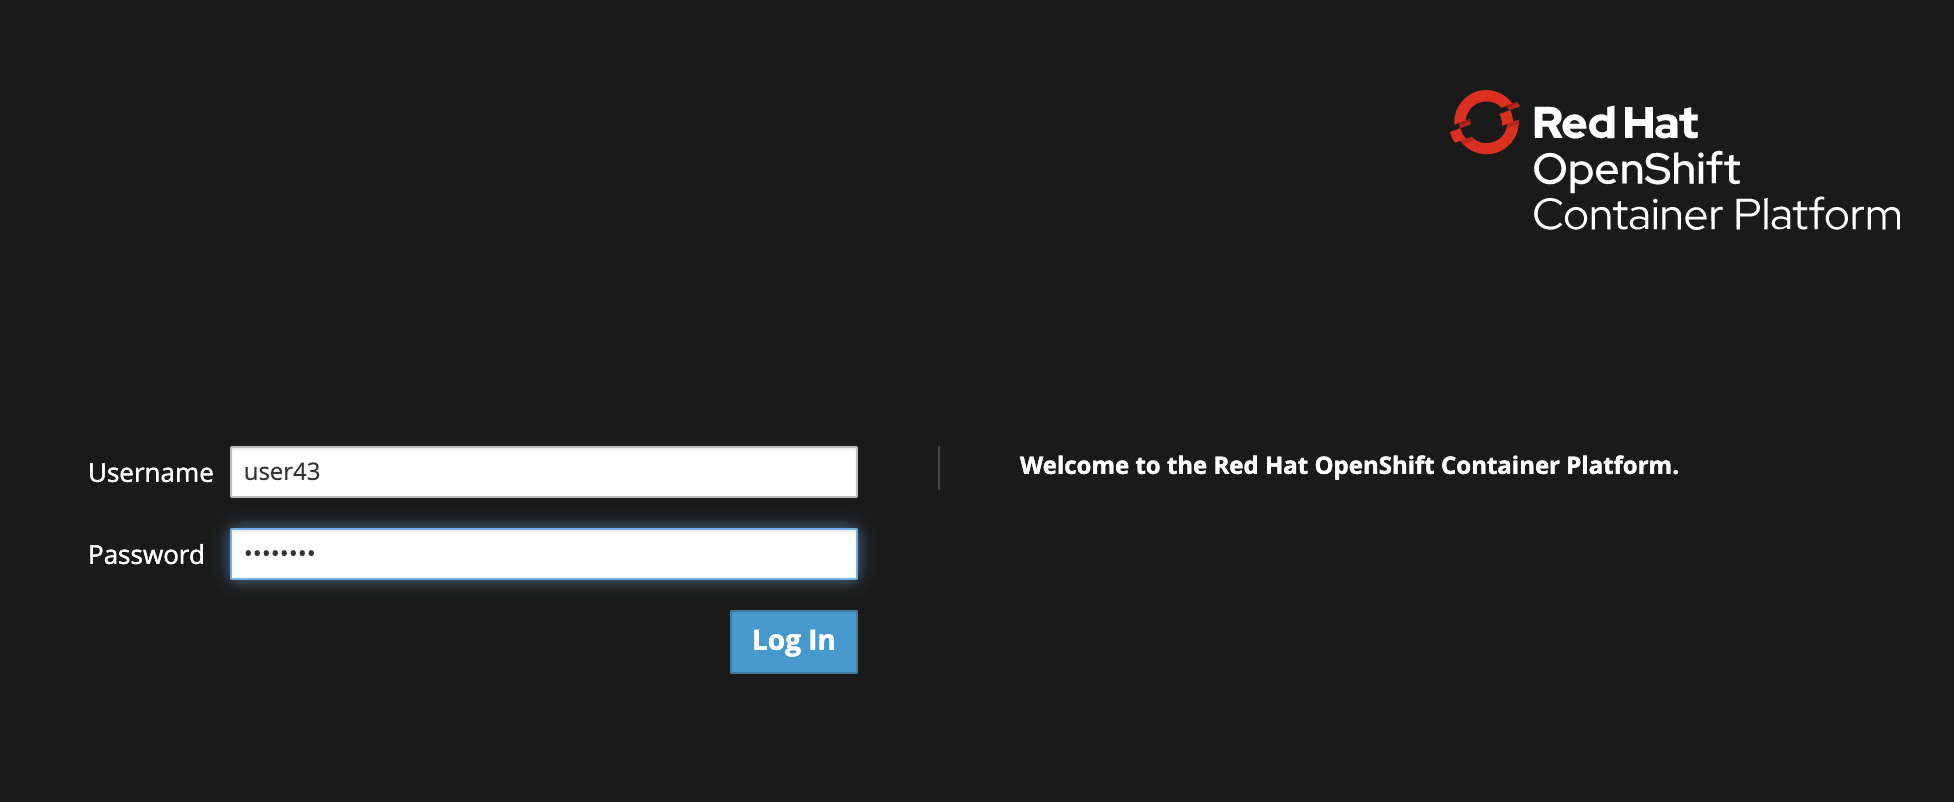 Red Hat
OpenShift
Container Platform
Username
user43
Welcome to the Red Hat OpenShift Container Platform.
Password
••••••••
Log In